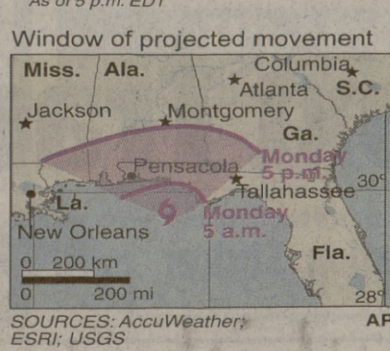 As of 5 p.m. EDT
Window of projected movement
Miss. Ala.
Columbia
Atlanta S.C.
Jackson Montgomery
Ga.
Pensacola Monday
5 p.m.
Tallahassee 30°
La.
New Orleans Monday
5 a.m.
Fla.
0 200 km
0 200 mi 28°
SOURCES: AccuWeather; AP
ESRI; USGS